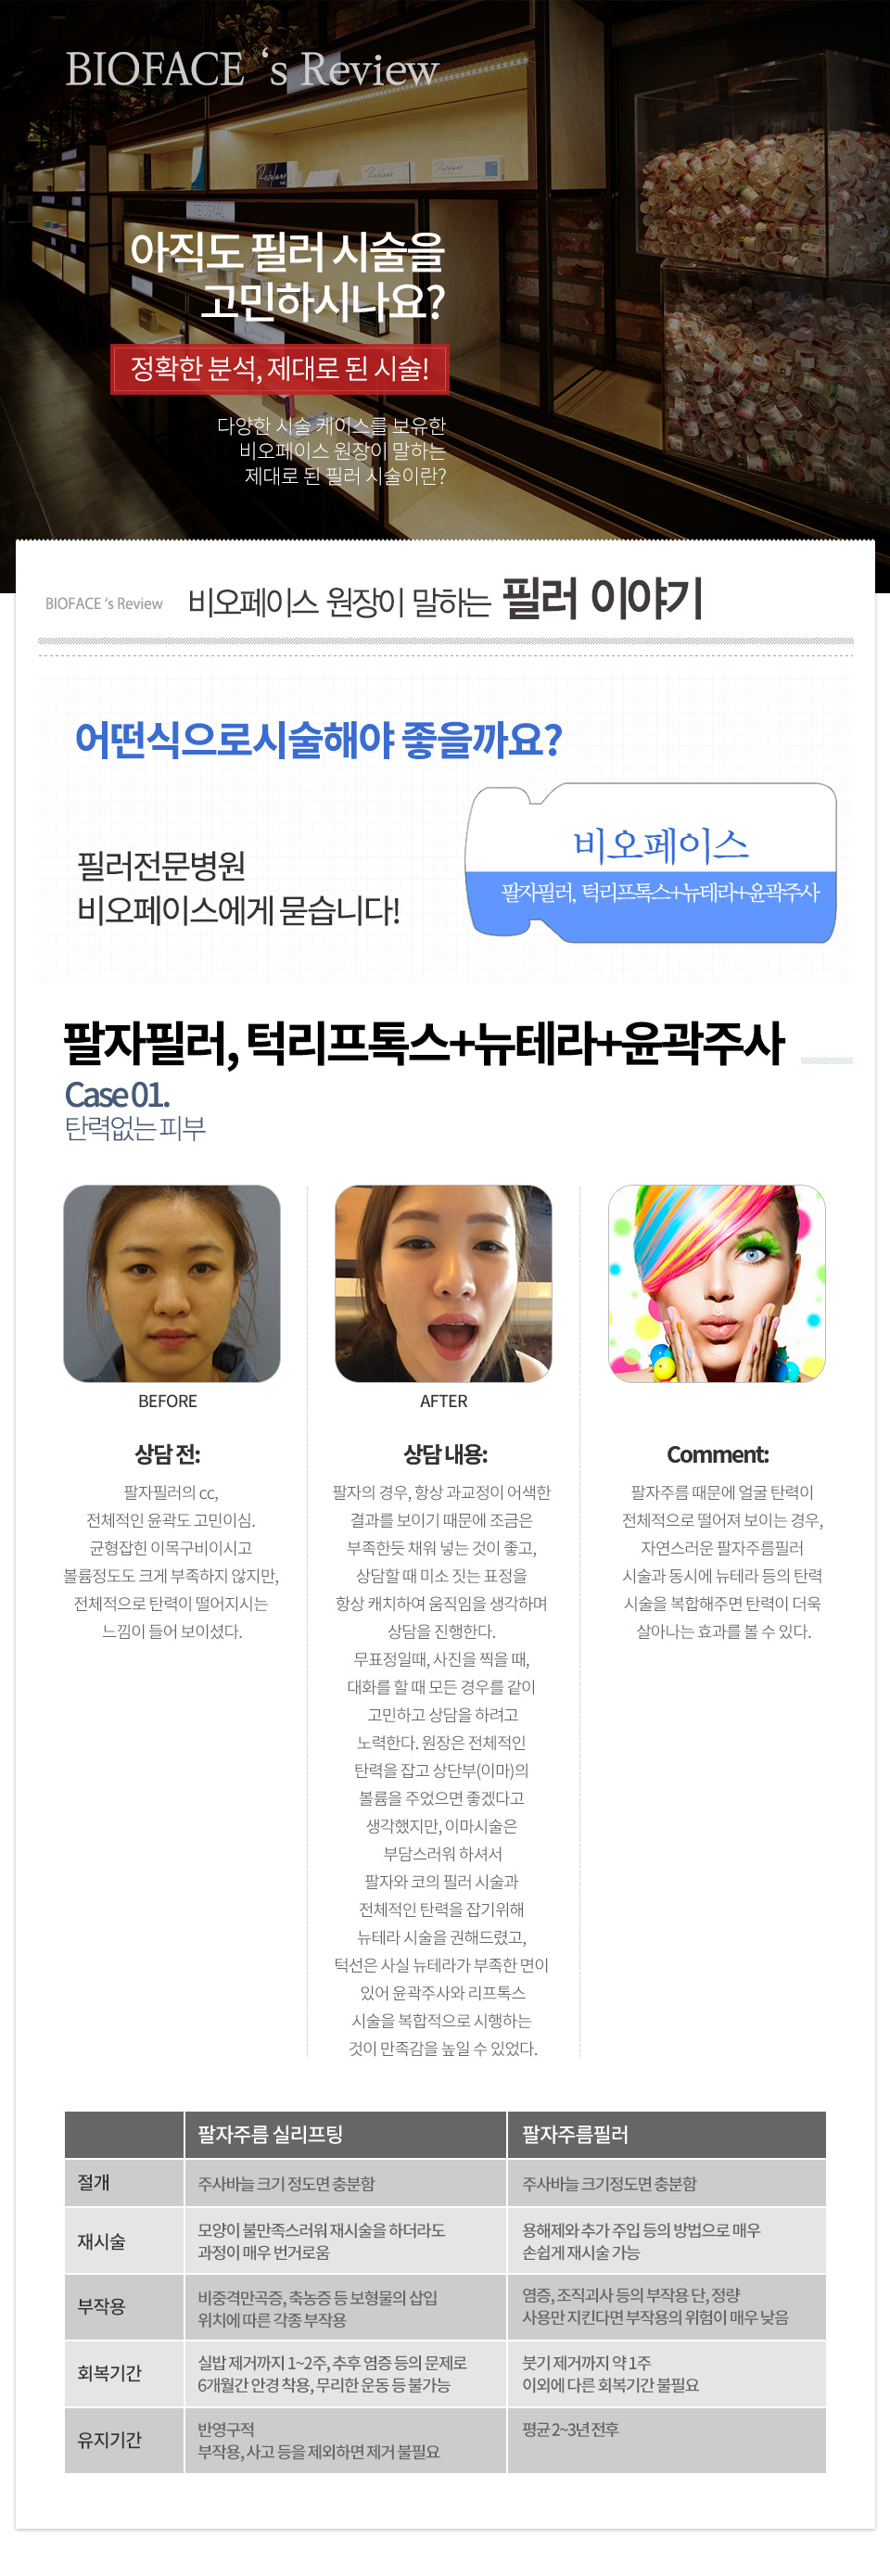 BIOFACE ‘s Review
아직도 필러 시술을
고민하시나요?
정확한 분석, 제대로 된 시술!
다양한 시술 케이스를 보유한
비오페이스 원장이 말하는
제대로 된 필러 시술이란?
BIOFACE ‘s Review
비오페이스 원장이 말하는 필러 이야기
어떤식으로시술해야 좋을까요?
필러전문병원
비오페이스에게 묻습니다!
비오페이스
팔자필러, 턱리프톡스+뉴테라+윤곽주사
팔자필러, 턱리프톡스+뉴테라+윤곽주사
Case 01.
탄력없는 피부
BEFORE
상담 전:
팔자필러의 cc,
전체적인 윤곽도 고민이심.
균형잡힌 이목구비이시고
볼륨정도도 크게 부족하지 않지만,
전체적으로 탄력이 떨어지시는
느낌이 들어 보이셨다.
AFTER
상담 내용:
팔자의 경우, 항상 과교정이 어색한
결과를 보이기 때문에 조금은
부족한듯 채워 넣는 것이 좋고,
상담할 때 미소 짓는 표정을
항상 캐치하여 움직임을 생각하며
상담을 진행한다.
무표정일때, 사진을 찍을 때,
대화를 할 때 모든 경우를 같이
고민하고 상담을 하려고
노력한다. 원장은 전체적인
탄력을 잡고 상단부(이마)의
볼륨을 주었으면 좋겠다고
생각했지만, 이마시술은
부담스러워 하셔서
팔자와 코의 필러 시술과
전체적인 탄력을 잡기위해
뉴테라 시술을 권해드렸고,
턱선은 사실 뉴테라가 부족한 면이
있어 윤곽주사와 리프톡스
시술을 복합적으로 시행하는
것이 만족감을 높일 수 있었다.
Comment:
팔자주름 때문에 얼굴 탄력이
전체적으로 떨어져 보이는 경우,
자연스러운 팔자주름필러
시술과 동시에 뉴테라 등의 탄력
시술을 복합해주면 탄력이 더욱
살아나는 효과를 볼 수 있다.
팔자주름 실리프팅
팔자주름필러
절개
주사바늘 크기 정도면 충분함
주사바늘 크기정도면 충분함
재시술
모양이 불만족스러워 재시술을 하더라도
과정이 매우 번거로움
용해제와 추가 주입 등의 방법으로 매우
손쉽게 재시술 가능
부작용
비중격만곡증, 축농증 등 보형물의 삽입
위치에 따른 각종 부작용
염증, 조직괴사 등의 부작용 단, 정량
사용만 지킨다면 부작용의 위험이 매우 낮음
회복기간
실밥 제거까지 1~2주, 추후 염증 등의 문제로
6개월간 안경 착용, 무리한 운동 등 불가능
붓기 제거까지 약 1주
이외에 다른 회복기간 불필요
유지기간
반영구적
부작용, 사고 등을 제외하면 제거 불필요
평균 2~3년 전후